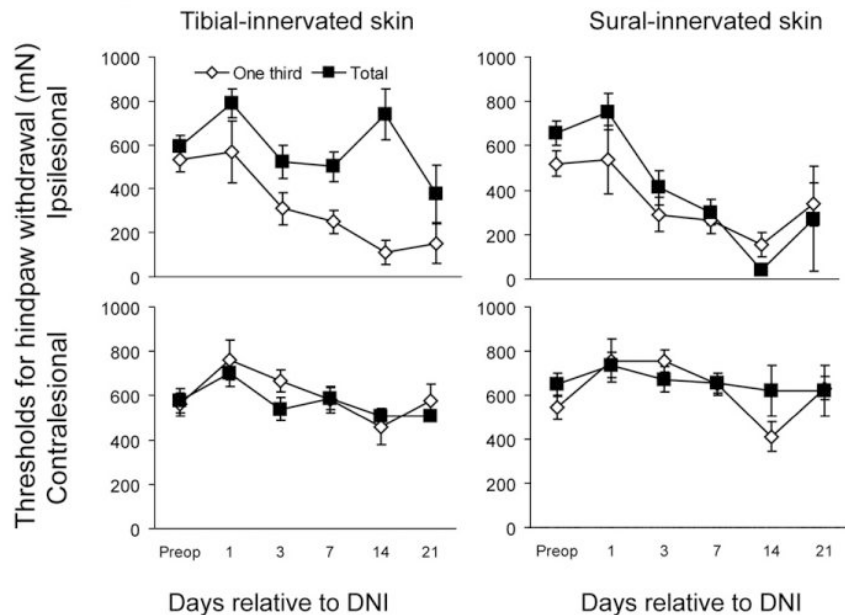 Tibial-innervated skin
Sural-innervated skin
Thresholds for hindpaw withdrawal (mN)
Ipsilesional
Contralesional
1000
800
600
400
200
0
One third
Total
1000
800
600
400
200
0
1000
800
600
400
200
0
Preop 1 3 7 14 21
Days relative to DNI
1000
800
600
400
200
0
Preop 1 3 7 14 21
Days relative to DNI